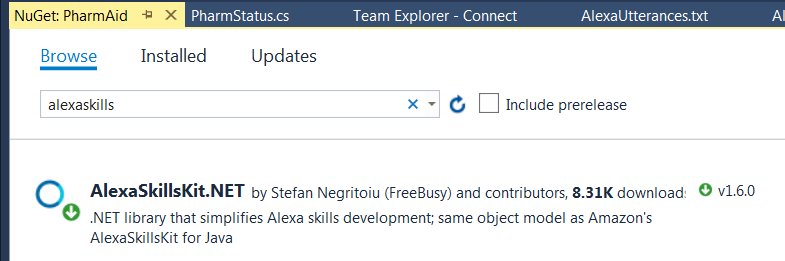 NuGet: PharmAid PharmStatus.cs Team Explorer - Connect AlexaUtterances.txt Al
Browse Installed Updates
alexaskills Include prerelease
AlexaSkillsKit.NET by Stefan Negritoiu (FreeBusy) and contributors, 8.31K download v1.6.0
.NET library that simplifies Alexa skills development; same object model as Amazon's
AlexaSkillsKit for Java